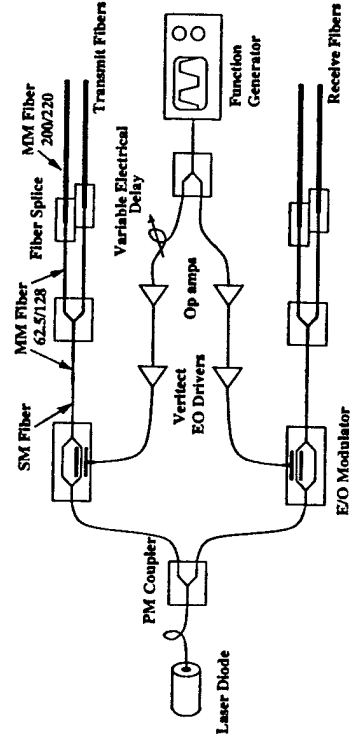 MM Fiber
200/220
Transmit Fibers
Fiber Splice
MM Fiber
62.5/128
SM Fiber
Variable Electrical
Delay
Op amps
Veritect
EO Drivers
Function
Generator
PM Coupler
Laser Diode
E/O Modulator
Receive Fibers